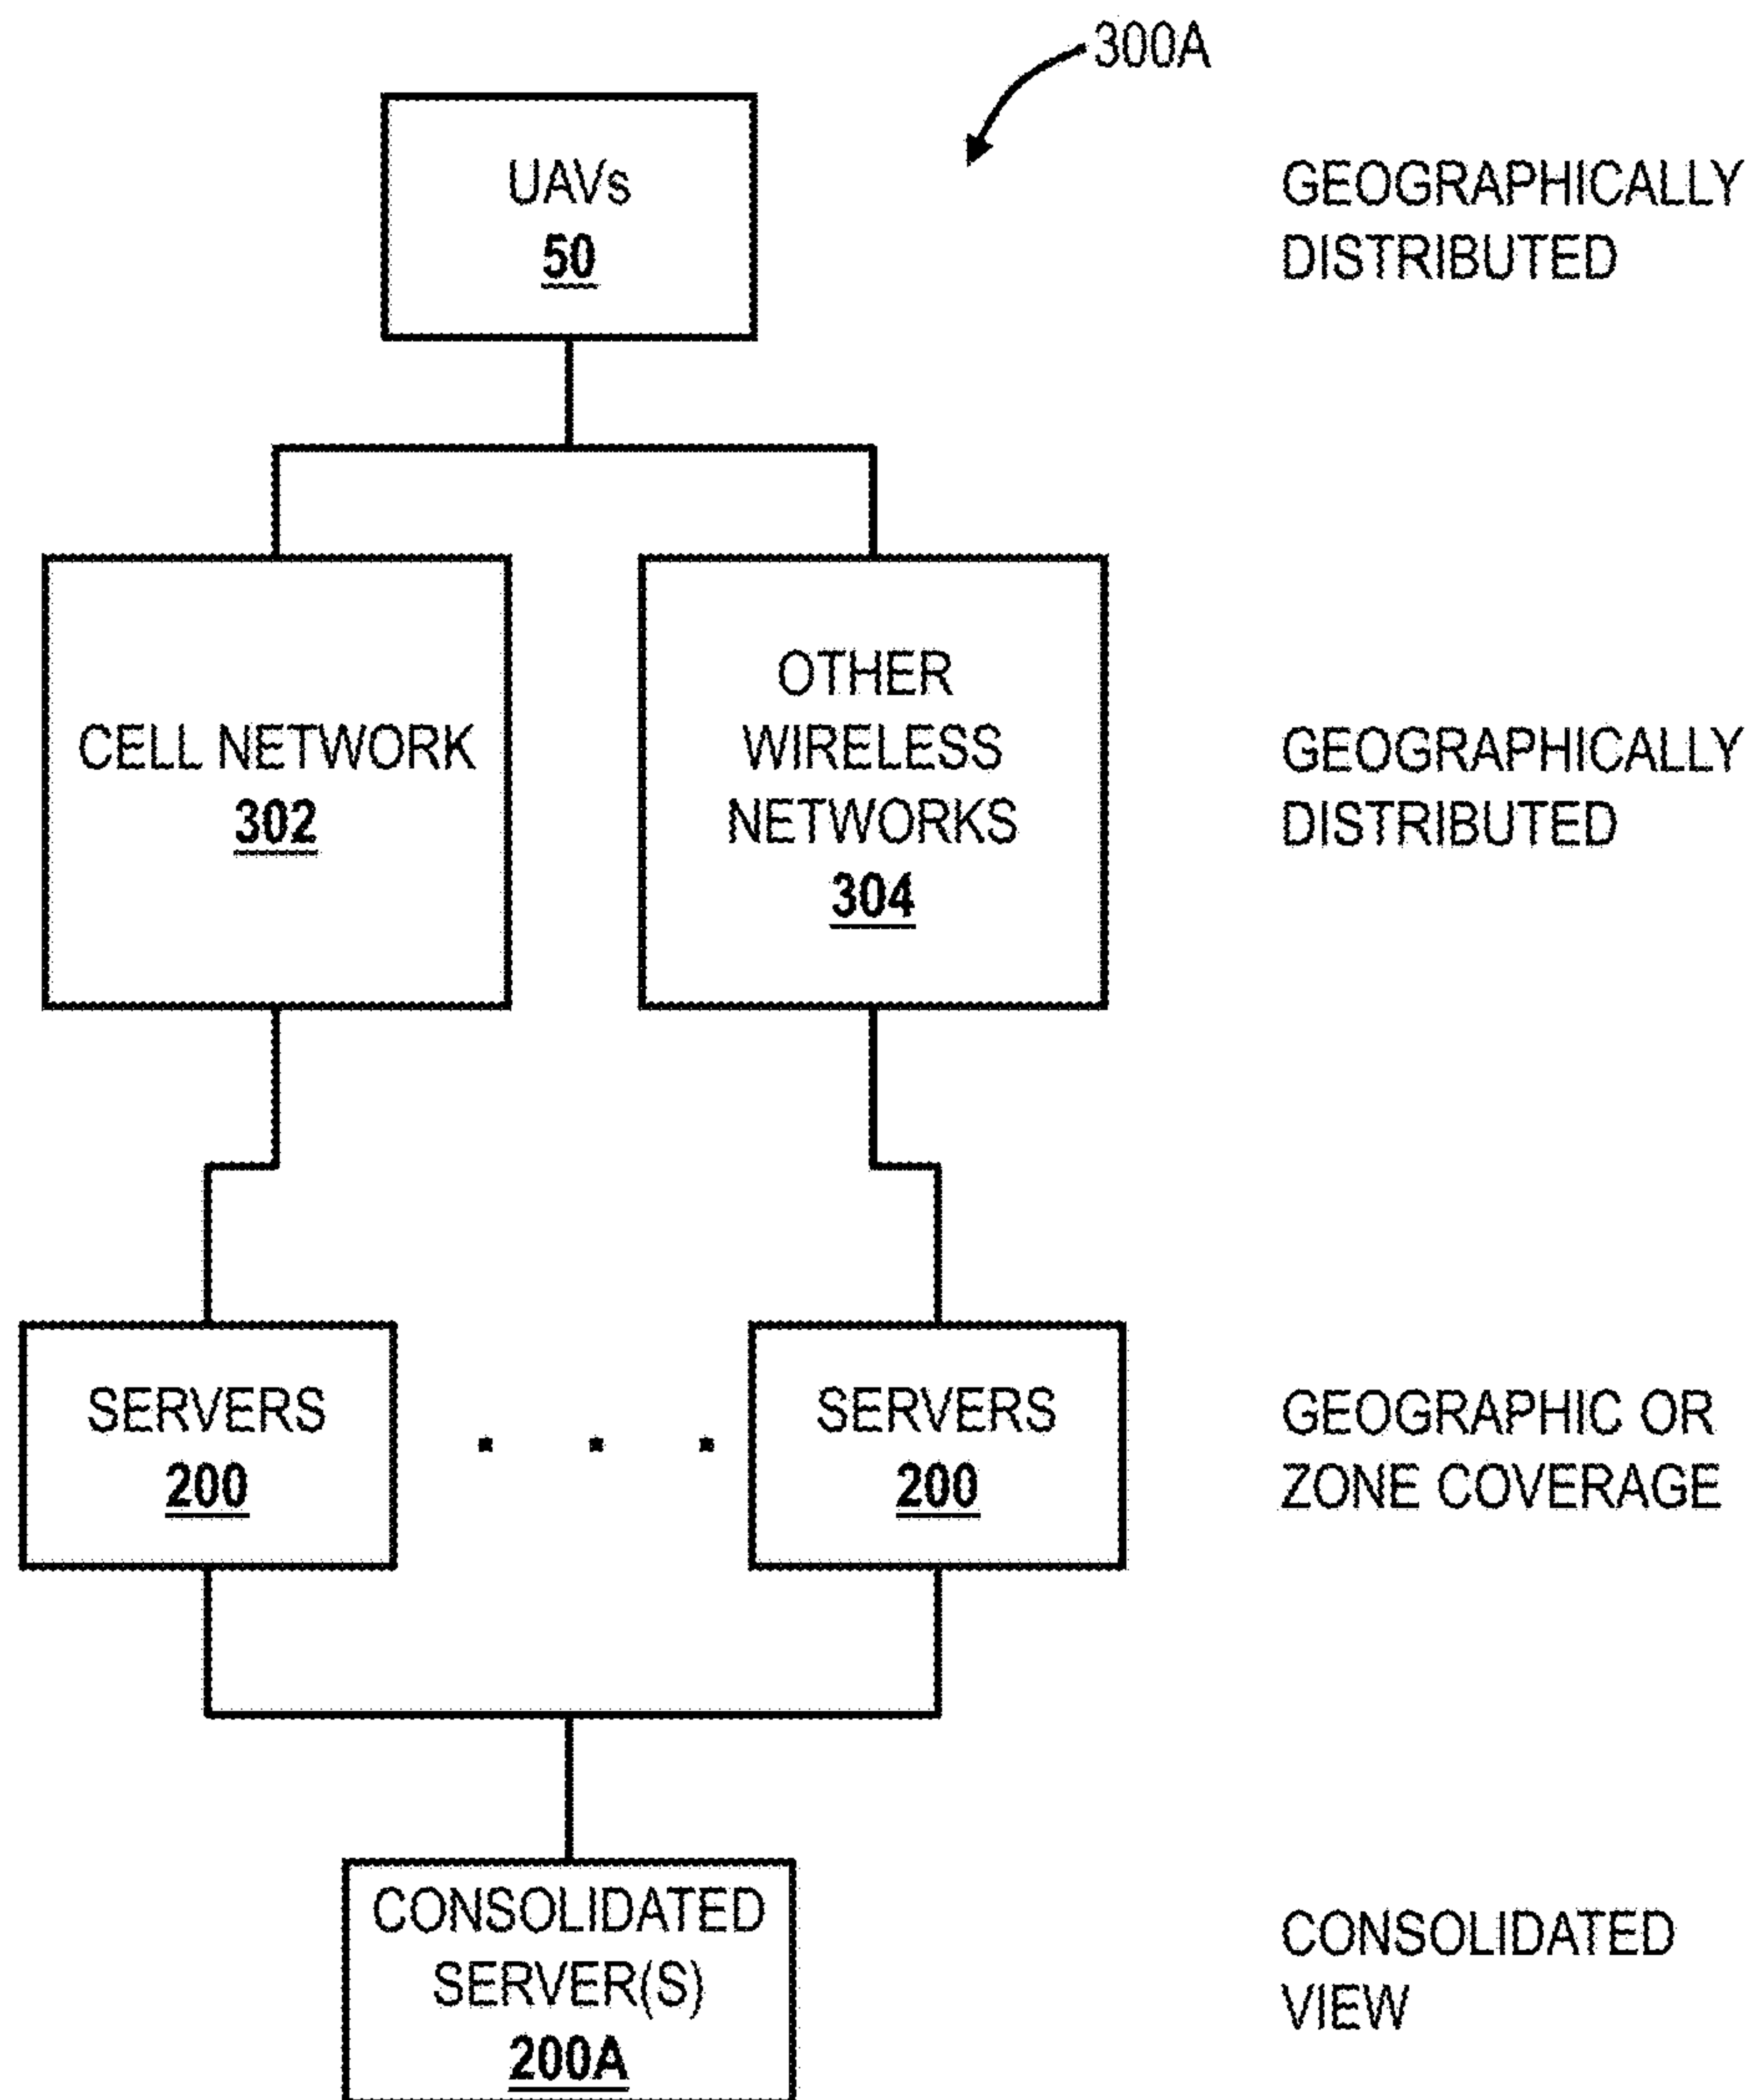 300A
UAVs
50
GEOGRAPHICALLY
DISTRIBUTED
CELL NETWORK
302
OTHER
WIRELESS
NETWORKS
304
GEOGRAPHICALLY
DISTRIBUTED
SERVERS
200
. . .
SERVERS
200
GEOGRAPHIC OR
ZONE COVERAGE
CONSOLIDATED
SERVER(S)
200A
CONSOLIDATED
VIEW